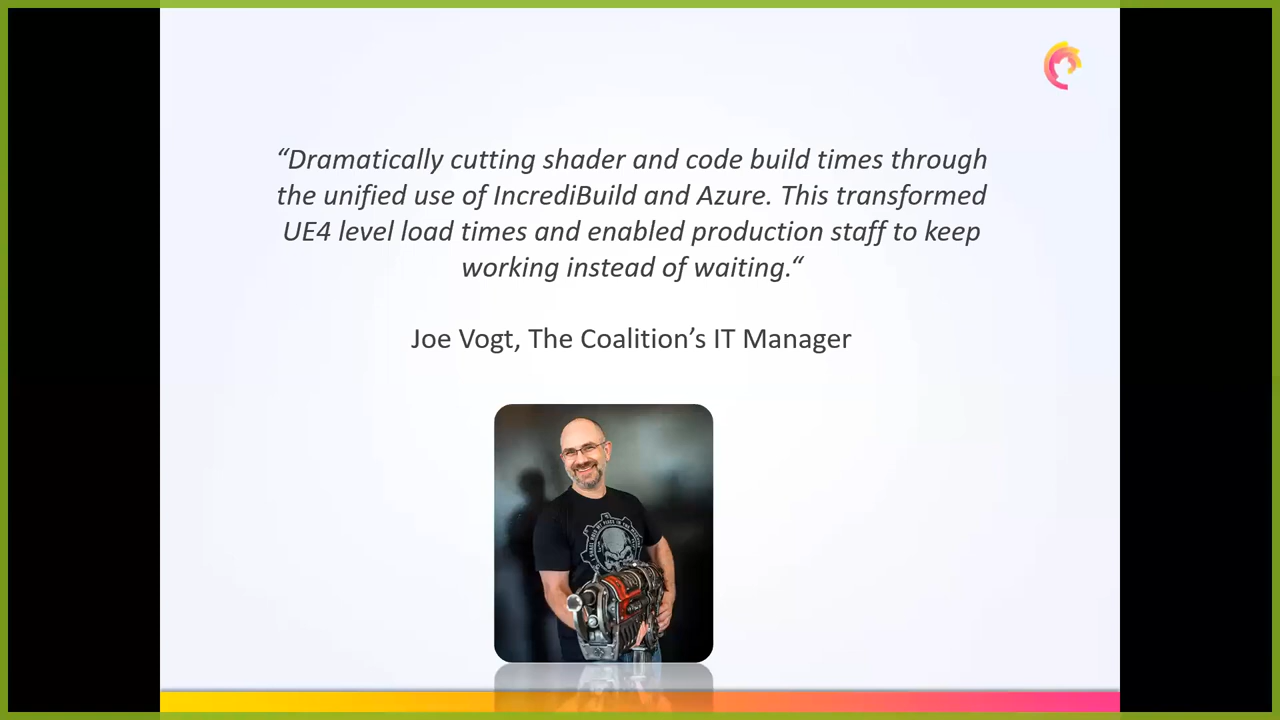 “Dramatically cutting shader and code build times through
the unified use of IncrediBuild and Azure. This transformed
UE4 level load times and enabled production staff to keep
working instead of waiting.“
Joe Vogt, The Coalition’s IT Manager